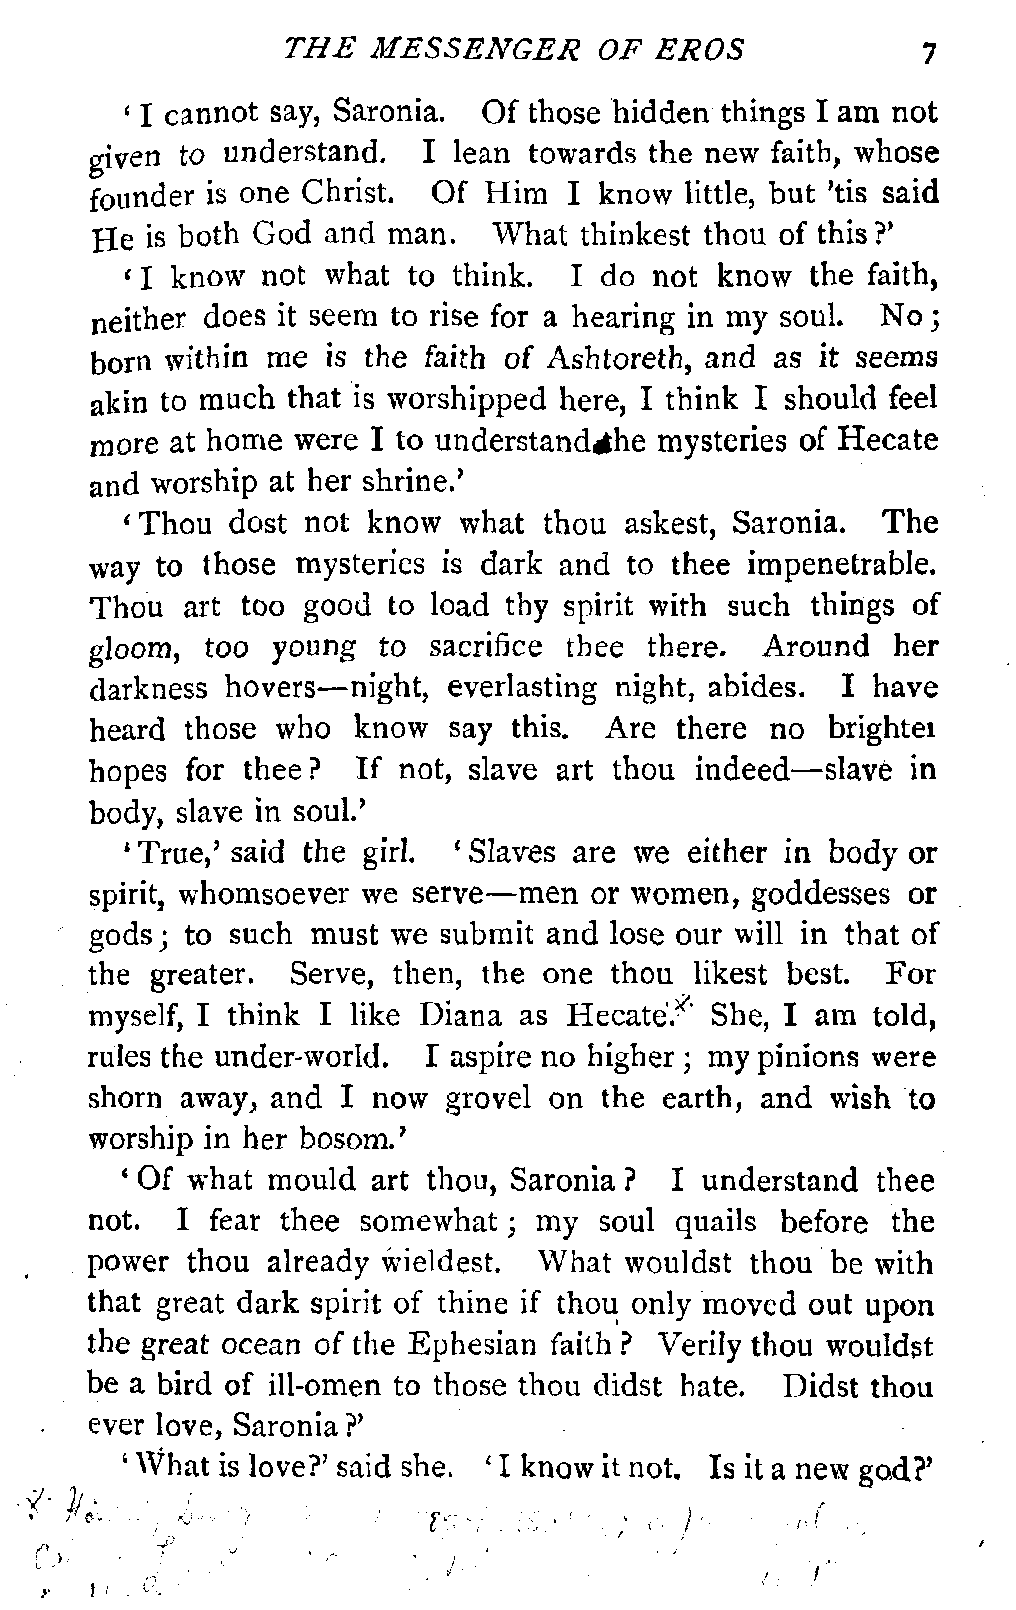 THE MESSENGER OF EROS 7
‘I cannot say, Saronia. Of those hidden things I am not
given to understand. I lean towards the new faith, whose
founder is one Christ. Of Him I know little, but ’tis said
He is both God and man. What thinkest thou of this?’
‘I know not what to think. I do not know the faith,
neither does it seem to rise for a hearing in my soul. No;
born within me is the faith of Ashtoreth, and as it seems
akin to much that is worshipped here, I think I should feel
more at home were I to understand the mysteries of Hecate
and worship at her shrine.’
‘Thou dost not know what thou askest, Saronia. The
way to those mysteries is dark and to thee impenetrable.
Thou art too good to load thy spirit with such things of
gloom, too young to sacrifice thee there. Around her
darkness hovers—night, everlasting night, abides. I have
heard those who know say this. Are there no brighter
hopes for thee? If not, slave art thou indeed—slave in
body, slave in soul.’
‘True,’ said the girl. ‘Slaves are we either in body or
spirit, whomsoever we serve—men or women, goddesses or
gods; to such must we submit and lose our will in that of
the greater. Serve, then, the one thou likest best. For
myself, I think I like Diana as Hecate. She, I am told,
rules the under-world. I aspire no higher; my pinions were
shorn away, and I now grovel on the earth, and wish to
worship in her bosom.’
‘Of what mould art thou, Saronia? I understand thee
not. I fear thee somewhat; my soul quails before the
power thou already wieldest. What wouldst thou be with
that great dark spirit of thine if thou only moved out upon
the great ocean of the Ephesian faith? Verily thou wouldst
be a bird of ill-omen to those thou didst hate. Didst thou
ever love, Saronia?’
‘What is love?’ said she. ‘I know it not. Is it a new god?’